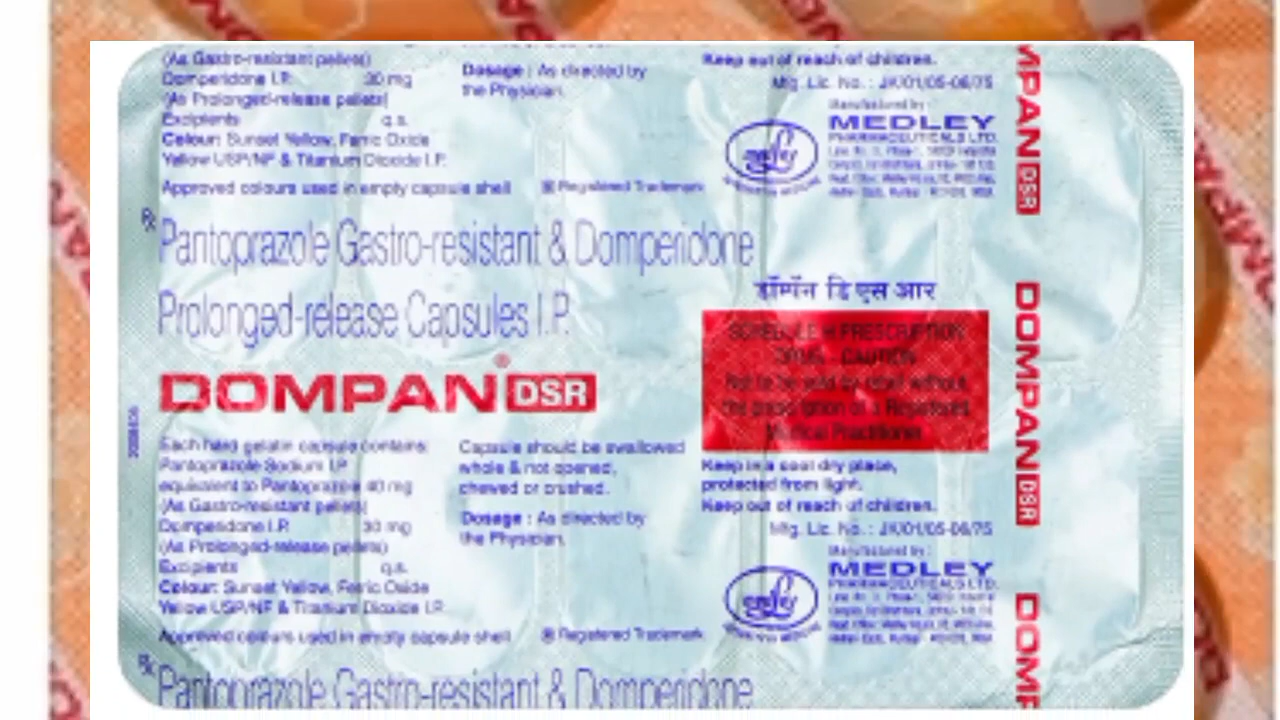 (As Gastro-resistant pellets)
Domperidone I.P. 30 mg
(As Prolonged-release pellets)
Excipients q.s.
Colour: Sunset Yellow, Ferric Oxide
Yellow USP/NF & Titanium Dioxide I.P.
Approved colours used in empty capsule shell
Dosage : As directed by
the Physician.
® Registered Trademark
Keep out of reach of children.
Mfg. Lic. No. : JK/01/05-06/75
Manufactured by :
MEDLEY
PHARMACEUTICALS LTD.
Rx
Pantoprazole Gastro-resistant & Domperidone
Prolonged-release Capsules I.P.
DOMPAN® DSR
डॉम्पॅन डि एस आर
SCHEDULE H PRESCRIPTION
DRUG - CAUTION
Not to be sold by retail without
the prescription of a Registered
Medical Practitioner.
Each hard gelatin capsule contains:
Pantoprazole Sodium I.P.
equivalent to Pantoprazole 40 mg
(As Gastro-resistant pellets)
Domperidone I.P. 30 mg
(As Prolonged-release pellets)
Excipients q.s.
Colour: Sunset Yellow, Ferric Oxide
Yellow USP/NF & Titanium Dioxide I.P.
Approved colours used in empty capsule shell
Capsule should be swallowed
whole & not opened,
chewed or crushed.
Dosage : As directed by
the Physician.
® Registered Trademark
Keep in a cool dry place,
protected from light.
Keep out of reach of children.
Mfg. Lic. No. : JK/01/05-06/75
Manufactured by :
MEDLEY
PHARMACEUTICALS LTD.
Rx
Pantoprazole Gastro-resistant & Domperidone
MPAN DSR
DOMPAN DSR
DOMP